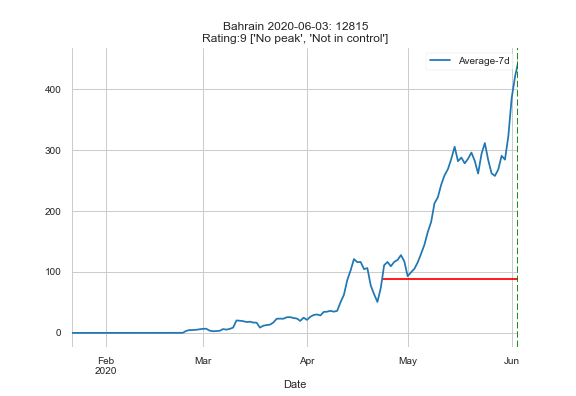 Bahrain 2020-06-03: 12815
Rating:9 ['No peak', 'Not in control']
Average-7d
400
300
200
100
0
Feb
2020
Mar
Apr
May
Jun
Date